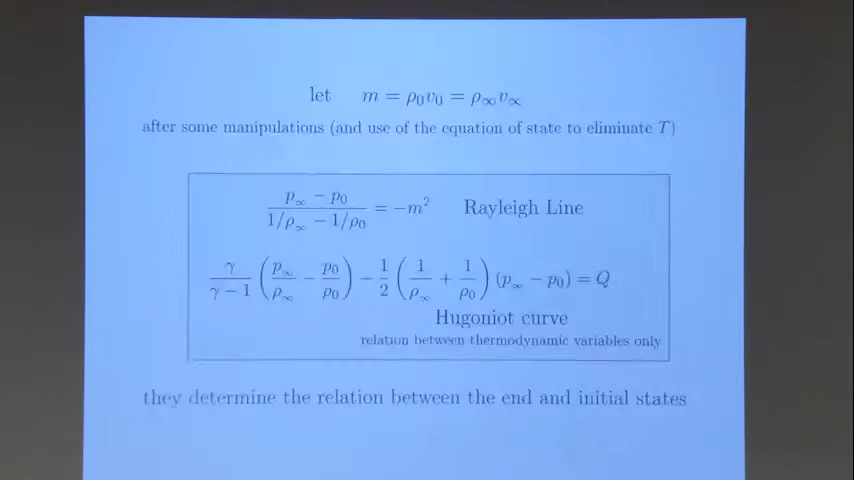 let m = ρ₀v₀ = ρ∞v∞
after some manipulations (and use of the equation of state to eliminate T)
(p∞ − p₀)/(1/ρ∞ − 1/ρ₀) = −m² Rayleigh Line
γ/(γ − 1) (p∞/ρ∞ − p₀/ρ₀) − 1/2 (1/ρ∞ + 1/ρ₀) (p∞ − p₀) = Q
Hugoniot curve
relation between thermodynamic variables only
they determine the relation between the end and initial states